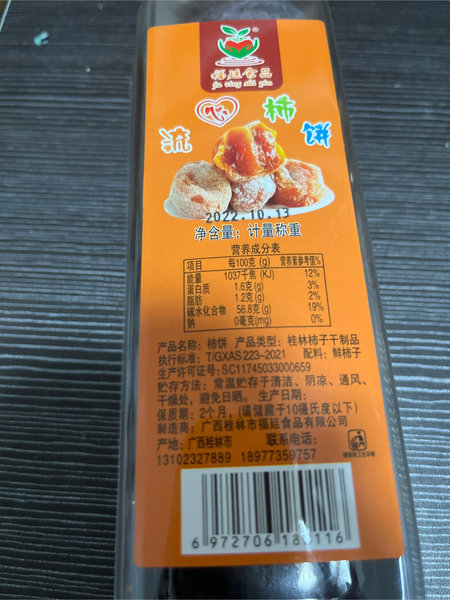 福廷食品
fu ting shi pin
流心柿饼
2022.10.13
净含量：计量称重
营养成分表
项目 每100克(g) 营养素参考值%
能量 1037千焦(KJ) 12%
蛋白质 1.6克(g) 3%
脂肪 1.2克(g) 2%
碳水化合物 56.8克(g) 19%
钠 0毫克(mg) 0%
产品名称：柿饼 产品类型：桂林柿子干制品
执行标准：T/GXAS 223-2021 配料：鲜柿子
生产许可证号：SC11745033000659
贮存方法：常温贮存于清洁、阴凉、通风、
干燥处，避免日晒。 生产日期：
保质期：2个月，(请储藏于10摄氏度以下)
制造商：广西桂林市福廷食品有限公司
产地：广西桂林市 联系电话：
13102327889 18977359757